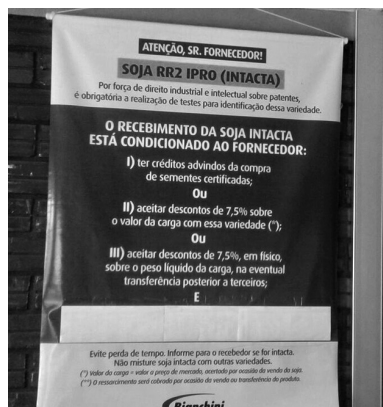 ATENÇÃO, SR. FORNECEDOR!
SOJA RR2 IPRO (INTACTA)
Por força de direito industrial e intelectual sobre patentes,
é obrigatória a realização de testes para identificação dessa variedade.
O RECEBIMENTO DA SOJA INTACTA
ESTÁ CONDICIONADO AO FORNECEDOR:
I) ter créditos advindos da compra
de sementes certificadas;
Ou
II) aceitar descontos de 7,5% sobre
o valor da carga com essa variedade (*);
Ou
III) aceitar descontos de 7,5%, em físico,
sobre o peso líquido da carga, na eventual
transferência posterior a terceiros;
E
Evite perda de tempo. Informe para o recebedor se for intacta.
Não misture soja intacta com outras variedades.
(*) Valor da carga = valor a preço de mercado, acertado por ocasião da venda da soja.
(**) O ressarcimento será cobrado por ocasião da venda ou transferência do produto.
Bianchini